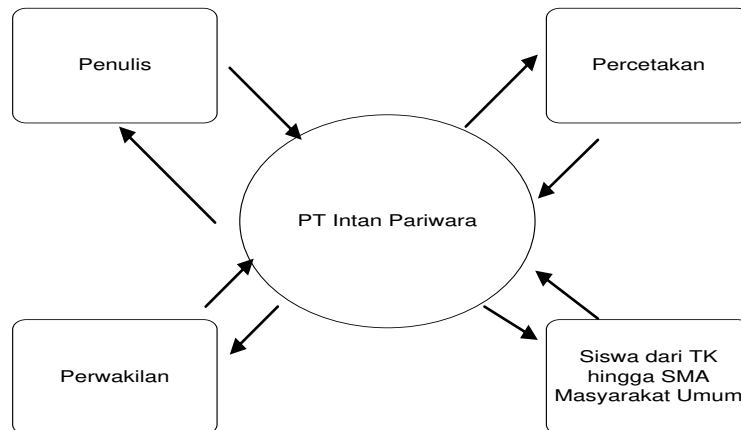 Penulis
Percetakan
PT Intan Pariwara
Perwakilan
Siswa dari TK
hingga SMA
Masyarakat Umum